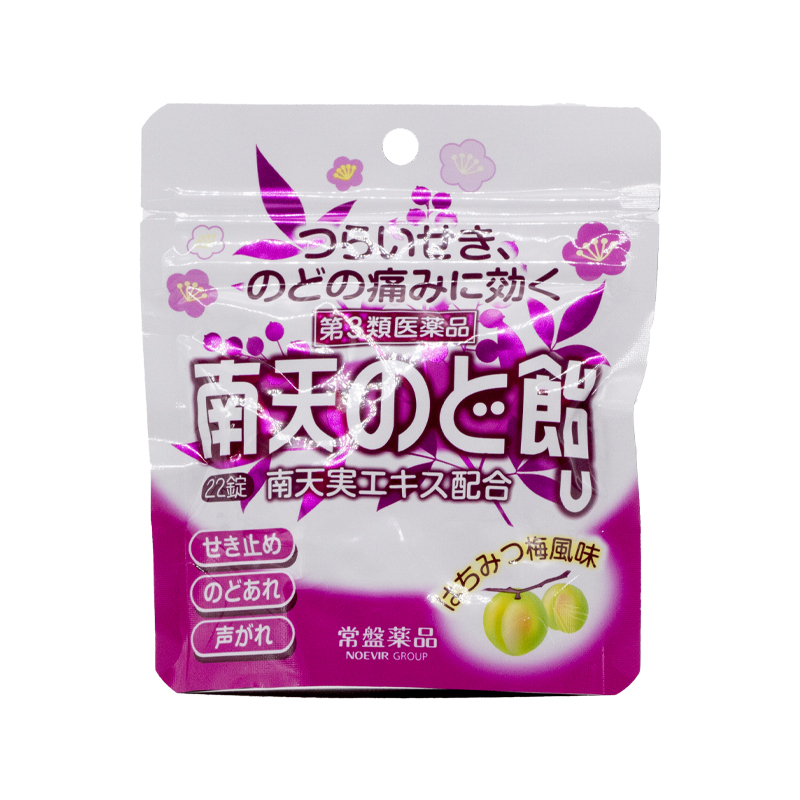 つらいせき、
のどの痛みに効く
第3類医薬品
南天のど飴
22錠 南天実エキス配合
せき止め
のどあれ
声がれ
はちみつ梅風味
常盤薬品
NOEVIR GROUP